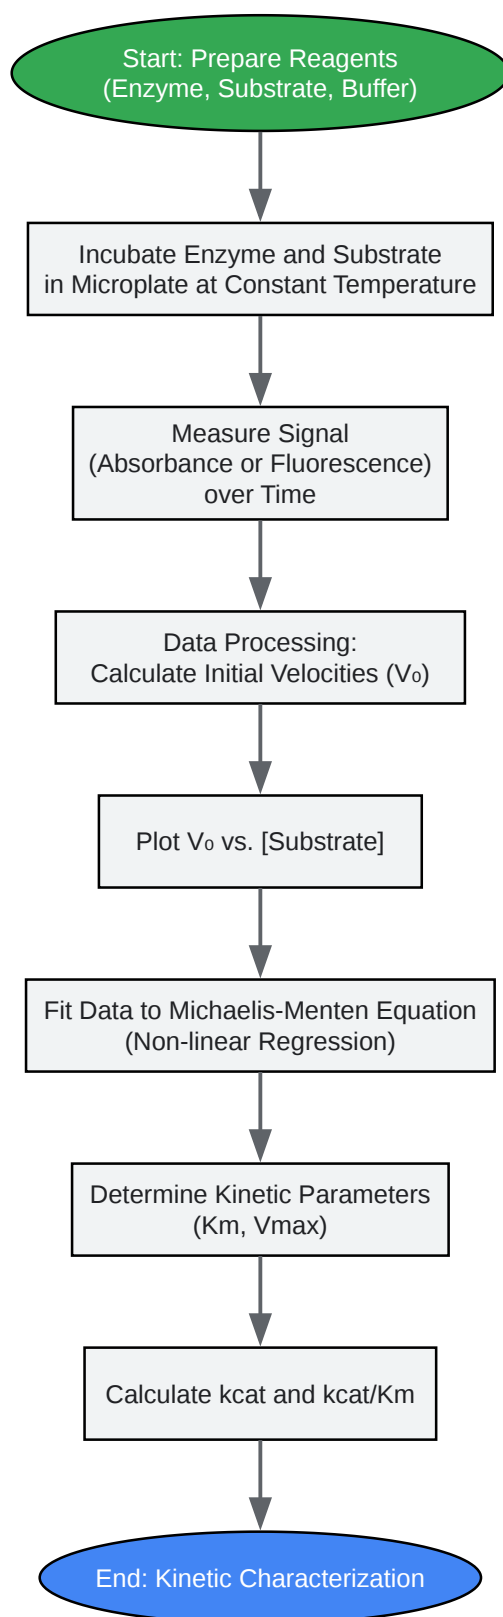 Start: Prepare Reagents
(Enzyme, Substrate, Buffer)
Incubate Enzyme and Substrate
in Microplate at Constant Temperature
Measure Signal
(Absorbance or Fluorescence)
over Time
Data Processing:
Calculate Initial Velocities (V₀)
Plot V₀ vs. [Substrate]
Fit Data to Michaelis-Menten Equation
(Non-linear Regression)
Determine Kinetic Parameters
(Km, Vmax)
Calculate kcat and kcat/Km
End: Kinetic Characterization